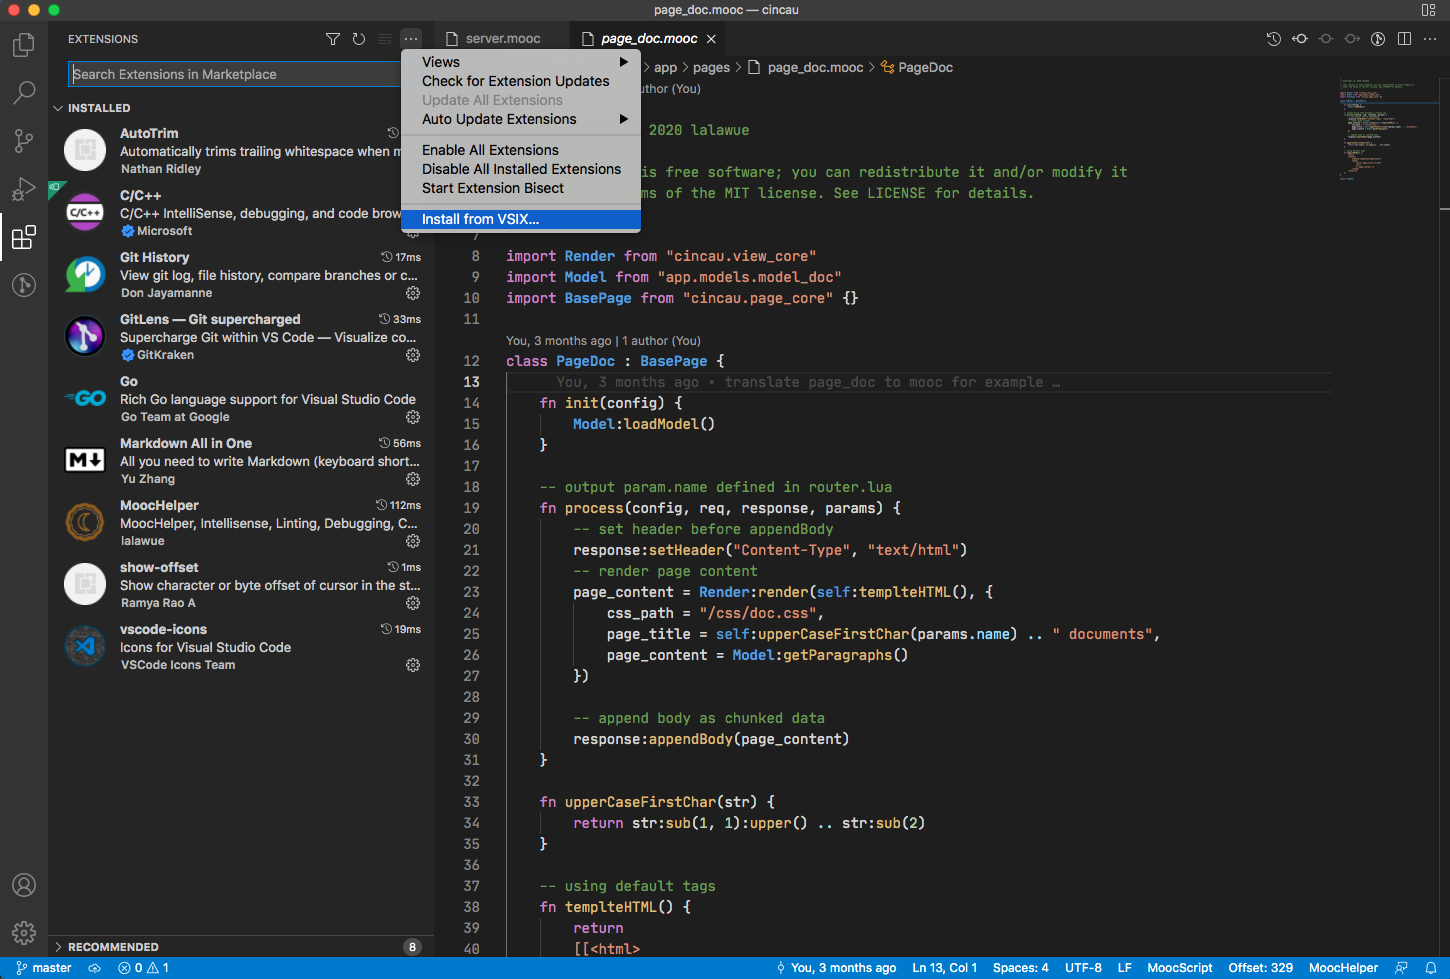 page_doc.mooc — cincau
EXTENSIONS
Search Extensions in Marketplace
INSTALLED
AutoTrim
Automatically trims trailing whitespace when m
Nathan Ridley
C/C++
C/C++
C/C++ IntelliSense, debugging, and code brow
Microsoft
Git History
17ms
View git log, file history, compare branches or c...
Don Jayamanne
GitLens — Git supercharged
33ms
Supercharge Git within VS Code — Visualize co...
GitKraken
GO
Go
Rich Go language support for Visual Studio Code
Go Team at Google
M
Markdown All in One
56ms
All you need to write Markdown (keyboard short...
Yu Zhang
MoocHelper
112ms
MoocHelper, Intellisense, Linting, Debugging, C...
lalawue
show-offset
1ms
Show character or byte offset of cursor in the st...
Ramya Rao A
vscode-icons
19ms
Icons for Visual Studio Code
VSCode Icons Team
RECOMMENDED
8
Views
Check for Extension Updates
Update All Extensions
Auto Update Extensions
Enable All Extensions
Disable All Installed Extensions
Start Extension Bisect
Install from VSIX...
server.mooc
page_doc.mooc
app > pages > page_doc.mooc > PageDoc
thor (You)
2020 lalawue
is free software; you can redistribute it and/or modify it
ms of the MIT license. See LICENSE for details.
7
8 import Render from "cincau.view_core"
9 import Model from "app.models.model_doc"
10 import BasePage from "cincau.page_core" {}
11
You, 3 months ago | 1 author (You)
12 class PageDoc : BasePage {
13 You, 3 months ago • translate page_doc to mooc for example …
14 fn init(config) {
15 Model:loadModel()
16 }
17
18 -- output param.name defined in router.lua
19 fn process(config, req, response, params) {
20 -- set header before appendBody
21 response:setHeader("Content-Type", "text/html")
22 -- render page content
23 page_content = Render:render(self:templteHTML(), {
24 css_path = "/css/doc.css",
25 page_title = self:upperCaseFirstChar(params.name) .. " documents",
26 page_content = Model:getParagraphs()
27 })
28
29 -- append body as chunked data
30 response:appendBody(page_content)
31 }
32
33 fn upperCaseFirstChar(str) {
34 return str:sub(1, 1):upper() .. str:sub(2)
35 }
36
37 -- using default tags
38 fn templteHTML() {
39 return
40 [[<html>
master
0
1
You, 3 months ago
Ln 13, Col 1
Spaces: 4
UTF-8
LF
MoocScript
Offset: 329
MoocHelper